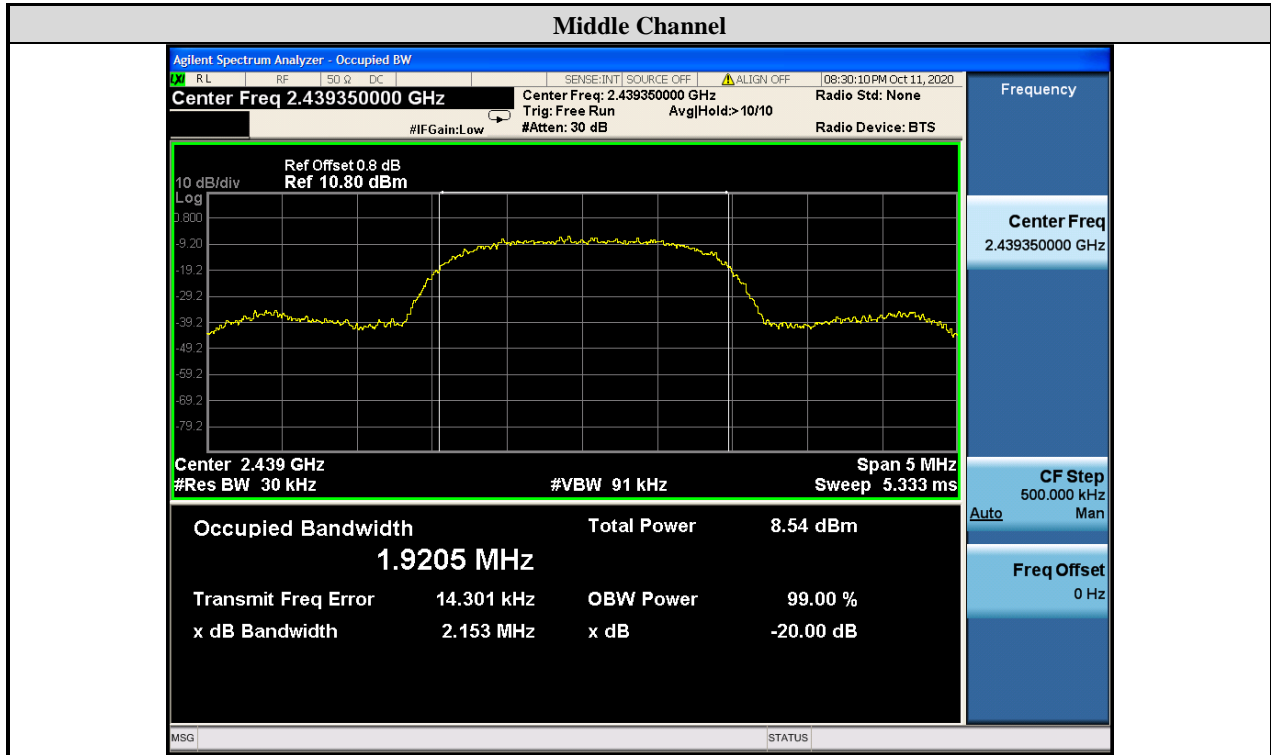 Middle Channel
Agilent Spectrum Analyzer - Occupied BW
LXI RL RF 50 Ω DC SENSE:INT SOURCE OFF ALIGN OFF 08:30:10 PM Oct 11, 2020
Center Freq 2.439350000 GHz
Center Freq: 2.439350000 GHz Radio Std: None
Trig: Free Run Avg|Hold:>10/10
#IFGain:Low #Atten: 30 dB Radio Device: BTS
Ref Offset 0.8 dB
10 dB/div Ref 10.80 dBm
Log
0.800
-9.20
-19.2
-29.2
-39.2
-49.2
-59.2
-69.2
-79.2
Center 2.439 GHz Span 5 MHz
#Res BW 30 kHz #VBW 91 kHz Sweep 5.333 ms
Occupied Bandwidth Total Power 8.54 dBm
1.9205 MHz
Transmit Freq Error 14.301 kHz OBW Power 99.00 %
x dB Bandwidth 2.153 MHz x dB -20.00 dB
MSG STATUS
Frequency
Center Freq
2.439350000 GHz
CF Step
500.000 kHz
Auto Man
Freq Offset
0 Hz